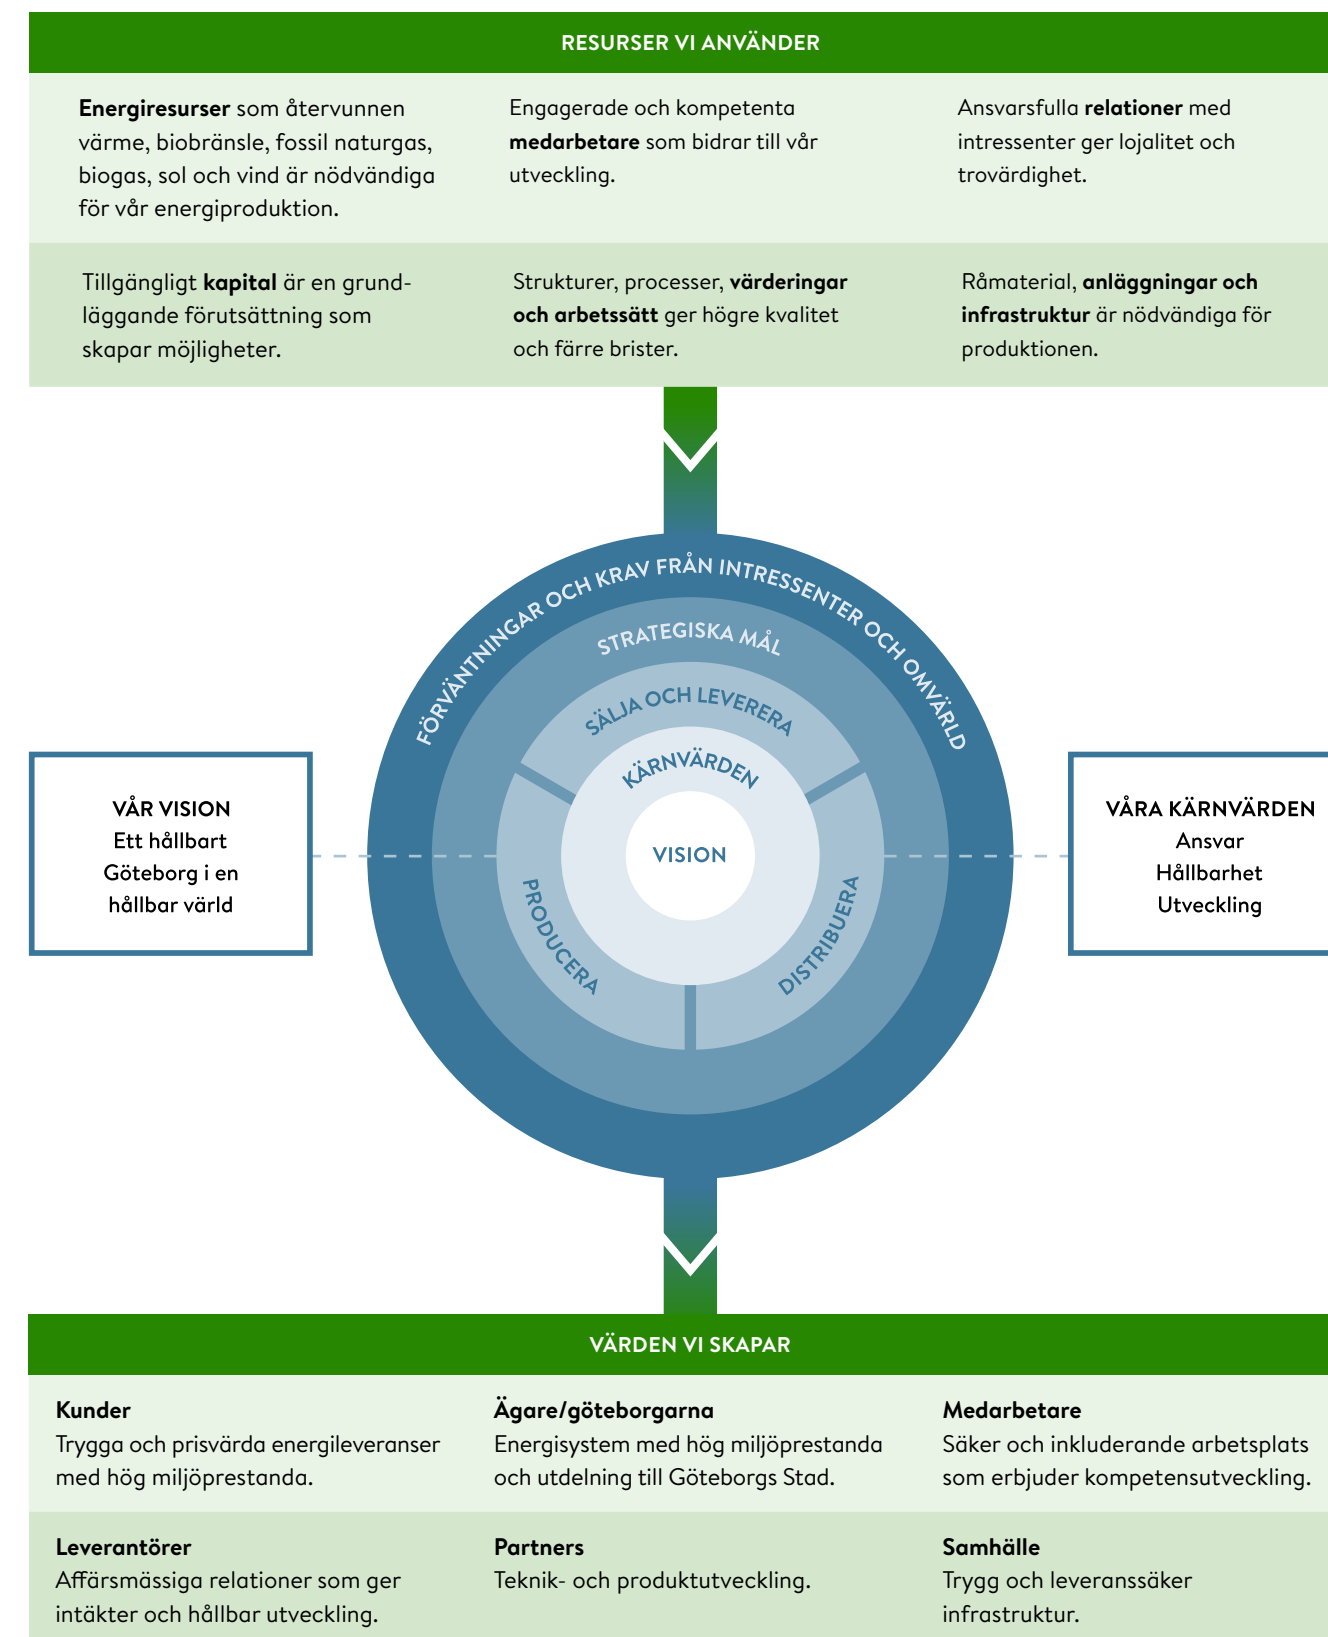 RESURSER VI ANVÄNDER
Energiresurser som återvunnen
värme, biobränsle, fossil naturgas,
biogas, sol och vind är nödvändiga
för vår energiproduktion.
Engagerade och kompetenta
medarbetare som bidrar till vår
utveckling.
Ansvarsfulla relationer med
intressenter ger lojalitet och
trovärdighet.
Tillgängligt kapital är en grund-
läggande förutsättning som
skapar möjligheter.
Strukturer, processer, värderingar
och arbetssätt ger högre kvalitet
och färre brister.
Råmaterial, anläggningar och
infrastruktur är nödvändiga för
produktionen.
FÖRVÄNTNINGAR OCH KRAV FRÅN INTRESSENTER OCH OMVÄRLD
STRATEGISKA MÅL
SÄLJA OCH LEVERERA
KÄRNVÄRDEN
VISION
PRODUCERA
DISTRIBUERA
VÅR VISION
Ett hållbart
Göteborg i en
hållbar värld
VÅRA KÄRNVÄRDEN
Ansvar
Hållbarhet
Utveckling
VÄRDEN VI SKAPAR
Kunder
Trygga och prisvärda energileveranser
med hög miljöprestanda.
Ägare/göteborgarna
Energisystem med hög miljöprestanda
och utdelning till Göteborgs Stad.
Medarbetare
Säker och inkluderande arbetsplats
som erbjuder kompetensutveckling.
Leverantörer
Affärsmässiga relationer som ger
intäkter och hållbar utveckling.
Partners
Teknik- och produktutveckling.
Samhälle
Trygg och leveranssäker
infrastruktur.